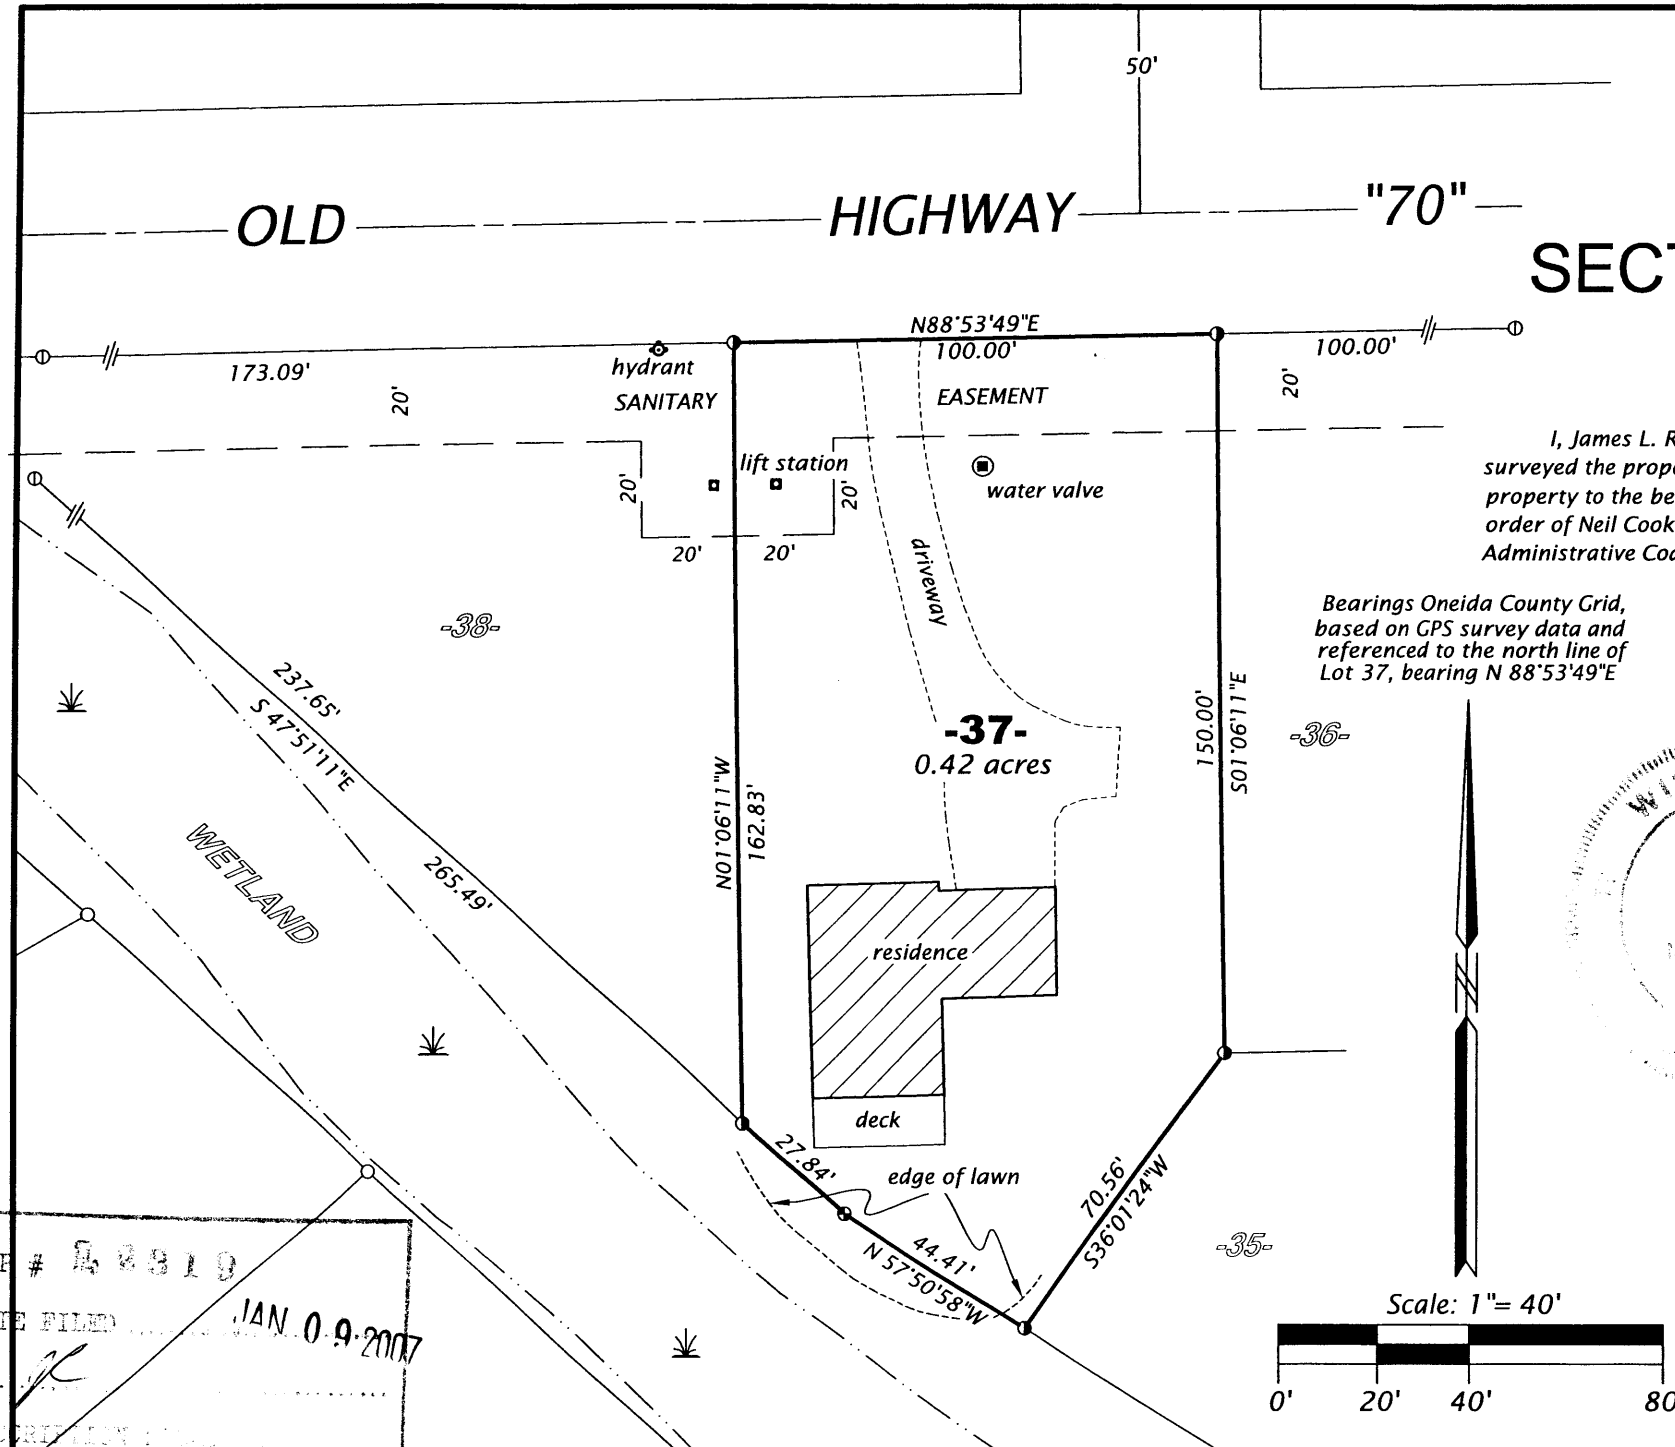 50'
OLD HIGHWAY "70"
SECT
N88°53'49"E
100.00'
100.00'
173.09'
hydrant
20'
SANITARY
EASEMENT
20'
lift station
20'
20'
water valve
20'
20'
driveway
I, James L. R
surveyed the prope
property to the be
order of Neil Cook
Administrative Cod
-38-
Bearings Oneida County Grid,
based on GPS survey data and
referenced to the north line of
Lot 37, bearing N 88°53'49"E
237.65'
S 47°51'11"E
-37-
0.42 acres
150.00'
S01°06'11"E
-36-
N01°06'11"W
162.83'
WETLAND
265.49'
residence
deck
27.84'
edge of lawn
70.56'
S36°01'24"W
44.41'
N 57°50'58"W
-35-
N
FILED
JAN 09 2007
Scale: 1"= 40'
0' 20' 40' 80